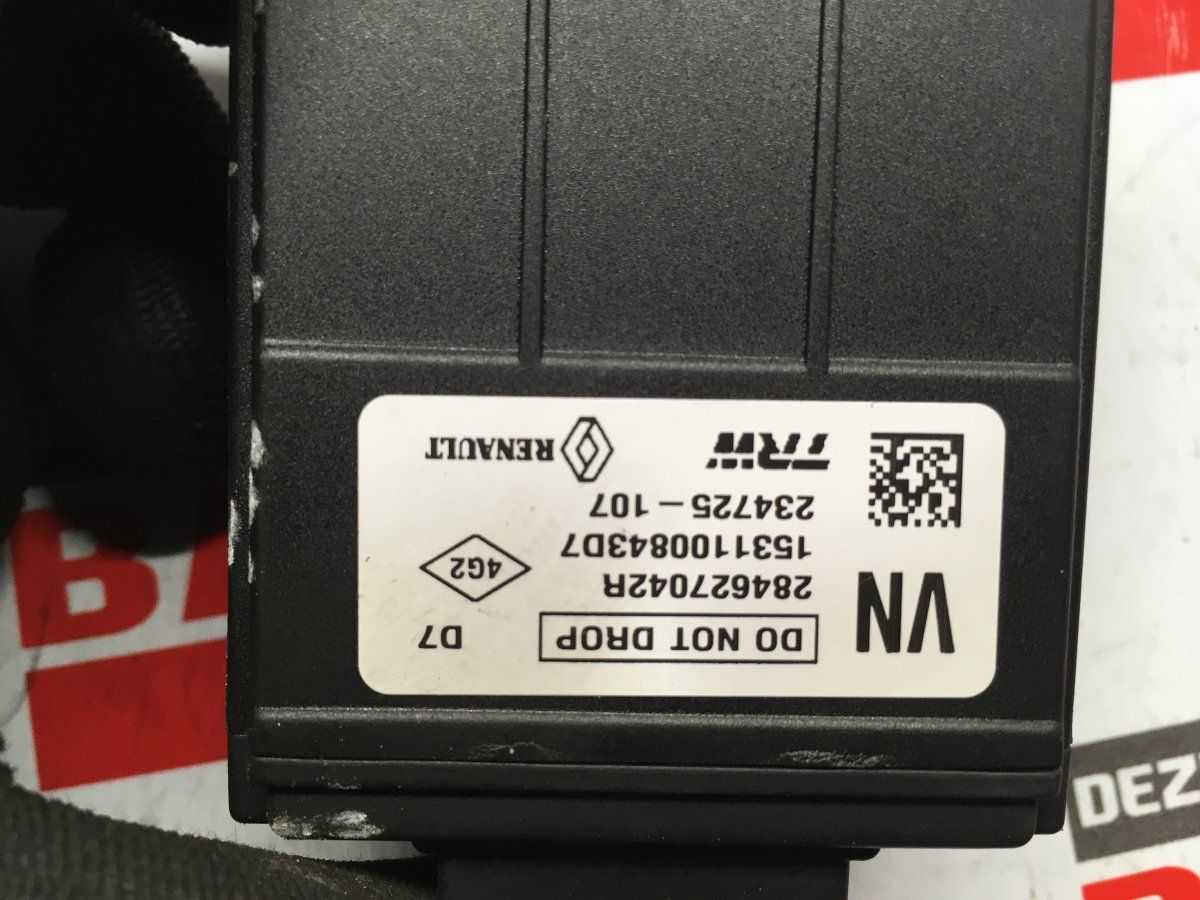 VN
DO NOT DROP D7
284627042R
1531100843D7 4G2
234725-107
TRW RENAULT
DEZ